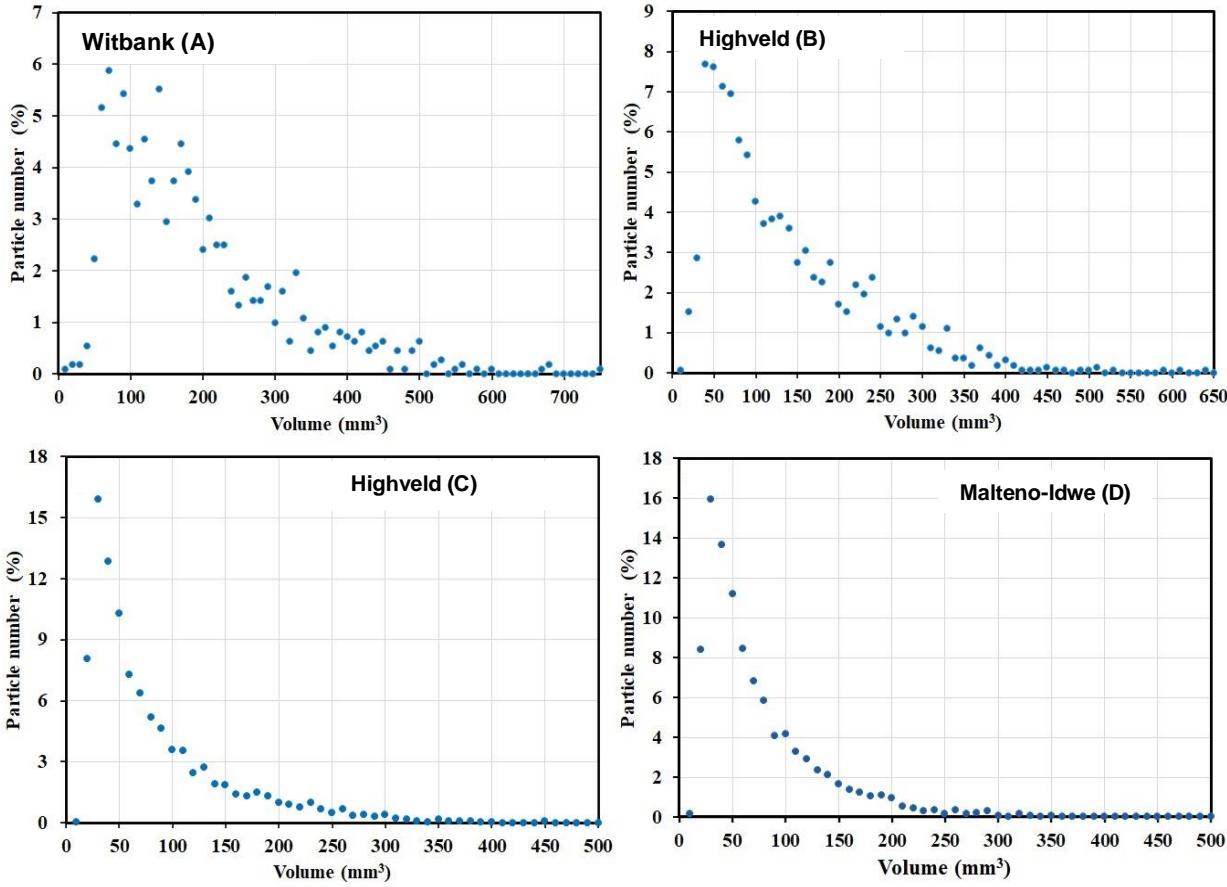 Witbank (A)
Particle number (%)
7
6
5
4
3
2
1
0
0 100 200 300 400 500 600 700
Volume (mm³)
Highveld (B)
Particle number (%)
9
8
7
6
5
4
3
2
1
0
0 50 100 150 200 250 300 350 400 450 500 550 600 650
Volume (mm³)
Highveld (C)
Particle number (%)
18
15
12
9
6
3
0
0 50 100 150 200 250 300 350 400 450 500
Volume (mm³)
Malteno-Idwe (D)
Particle number (%)
18
16
14
12
10
8
6
4
2
0
0 50 100 150 200 250 300 350 400 450 500
Volume (mm³)